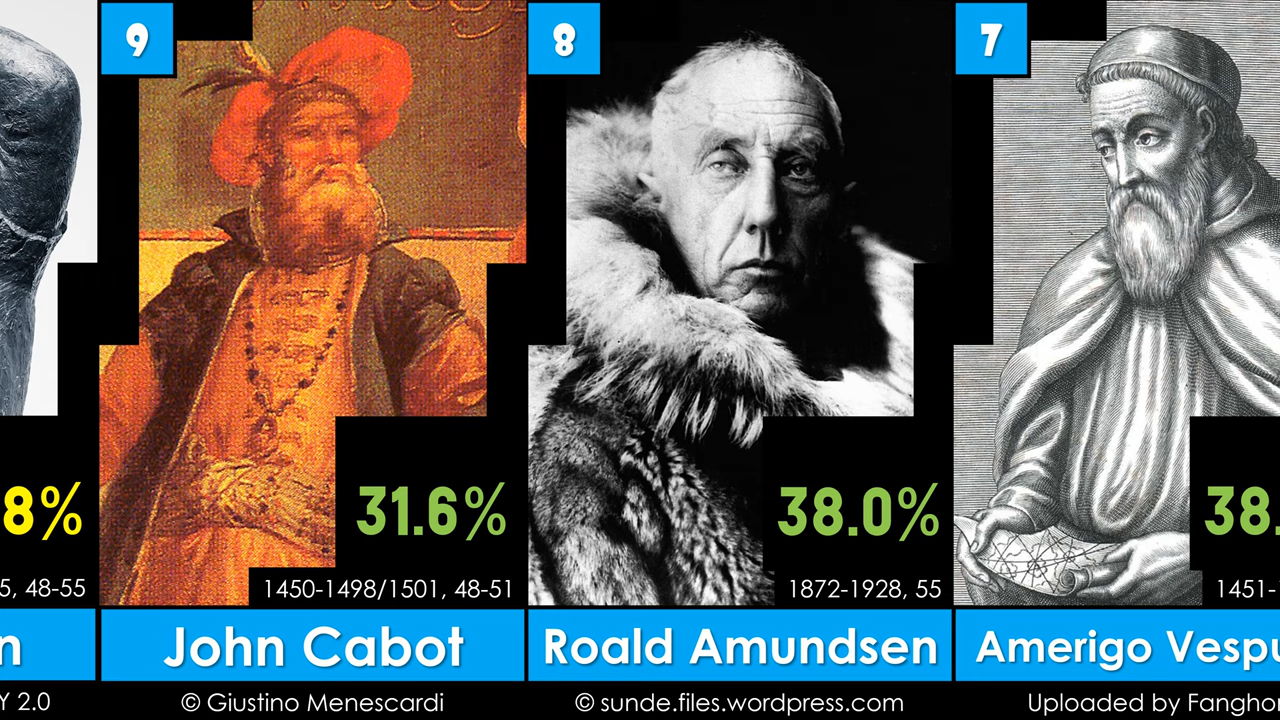 8%
5, 48-55
n
Y 2.0
9
31.6%
1450-1498/1501, 48-51
John Cabot
© Giustino Menescardi
8
38.0%
1872-1928, 55
Roald Amundsen
© sunde.files.wordpress.com
7
38.
1451-
Amerigo Vespu
Uploaded by Fangho